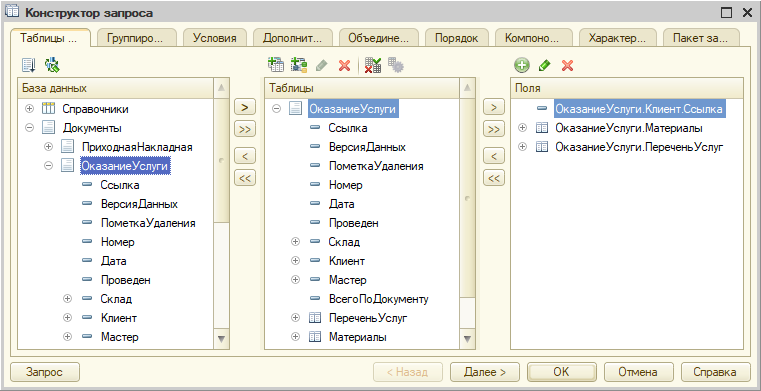 Конструктор запроса
Таблицы ...
Группиро...
Условия
Дополнит...
Объедине...
Порядок
Компоно...
Характер...
Пакет за...
База данных
Справочники
Документы
ПриходнаяНакладная
ОказаниеУслуги
Ссылка
ВерсияДанных
ПометкаУдаления
Номер
Дата
Проведен
Склад
Клиент
Мастер
>
>>
<
<<
Таблицы
ОказаниеУслуги
Ссылка
ВерсияДанных
ПометкаУдаления
Номер
Дата
Проведен
Склад
Клиент
Мастер
ВсегоПоДокументу
ПереченьУслуг
Материалы
>
>>
<
<<
Поля
ОказаниеУслуги.Клиент.Ссылка
ОказаниеУслуги.Материалы
ОказаниеУслуги.ПереченьУслуг
Запрос
< Назад
Далее >
OK
Отмена
Справка